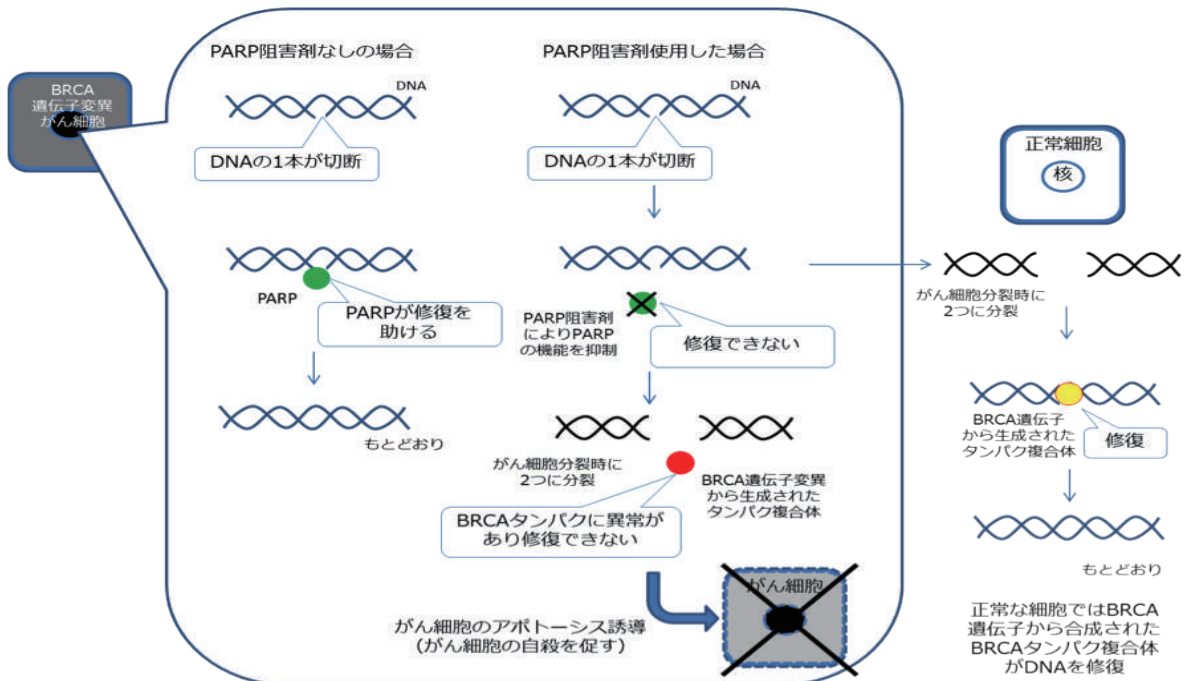 BRCA
遺伝子変異
がん細胞
PARP阻害剤なしの場合
DNA
DNAの1本が切断
PARP
PARPが修復を
助ける
もとどおり
PARP阻害剤使用した場合
DNA
DNAの1本が切断
PARP阻害剤
によりPARP
の機能を抑制
修復できない
がん細胞分裂時に
2つに分裂
BRCA遺伝子変異
から生成された
タンパク複合体
BRCAタンパクに異常が
あり修復できない
がん細胞のアポトーシス誘導
(がん細胞の自殺を促す)
がん細胞
正常細胞
核
がん細胞分裂時に
2つに分裂
BRCA遺伝子
から生成された
タンパク複合体
修復
もとどおり
正常な細胞ではBRCA
遺伝子から合成された
BRCAタンパク複合体
がDNAを修復